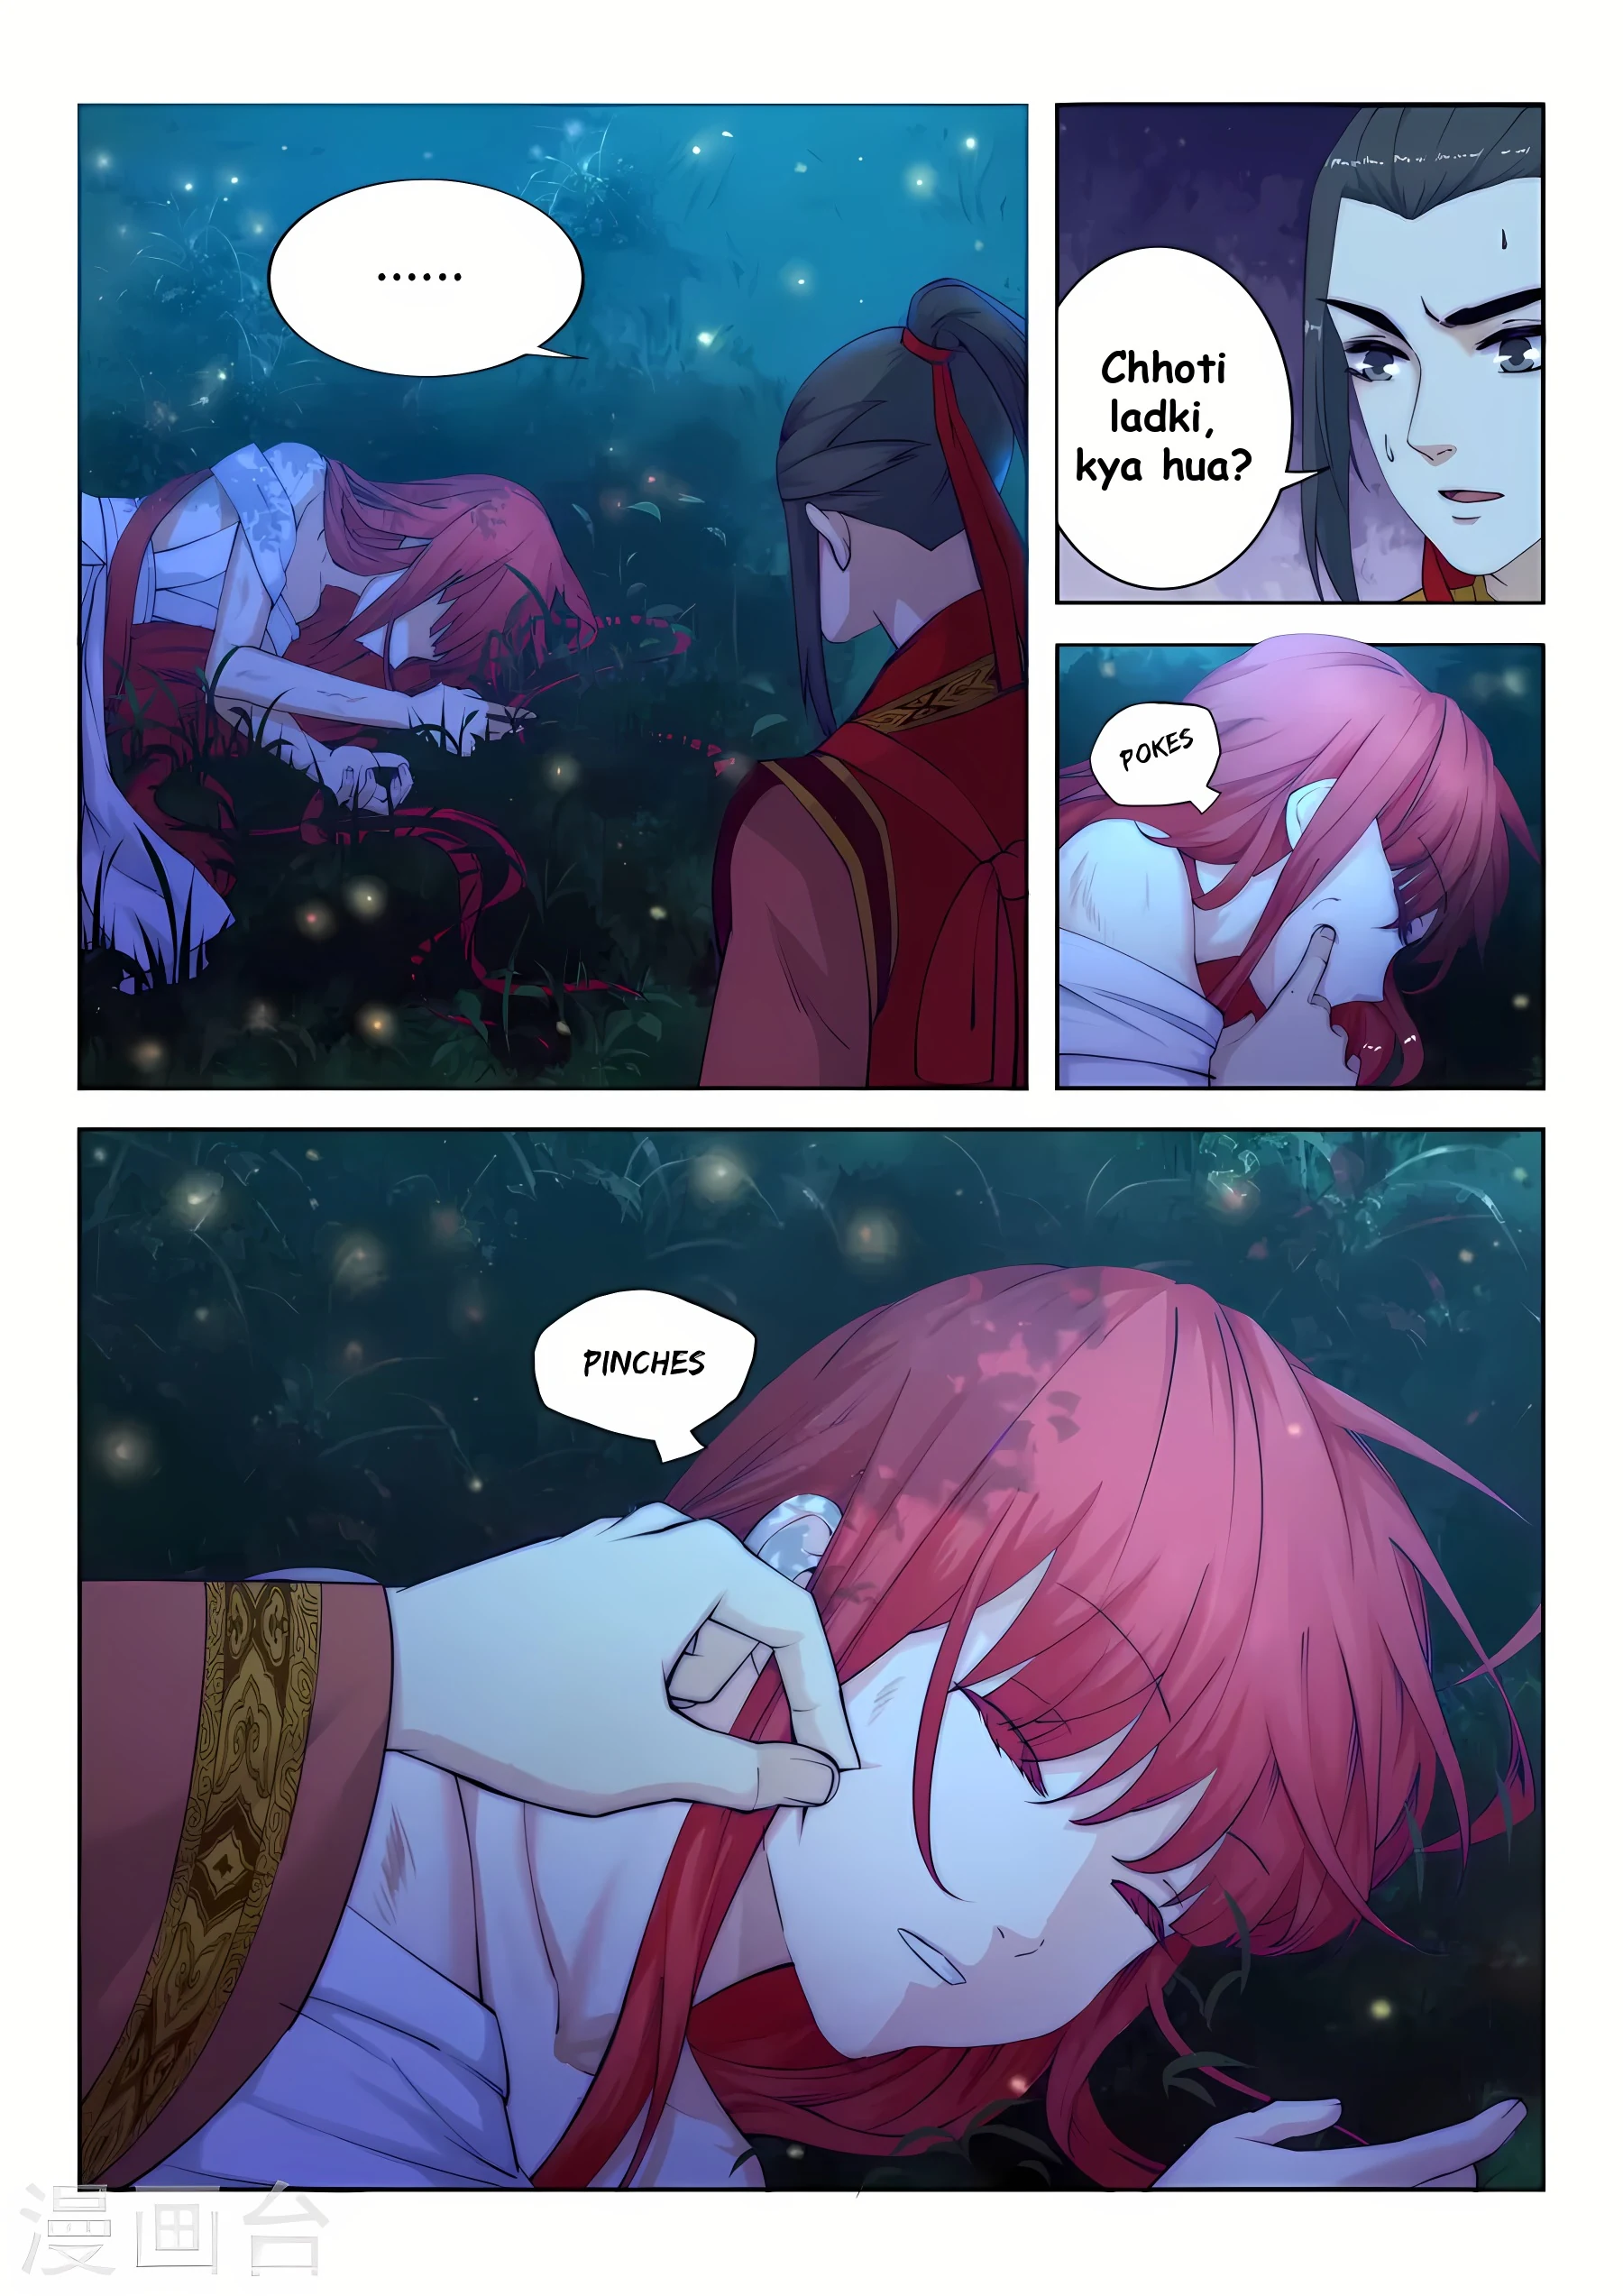 ......
Chhoti
ladki,
kya hua?
POKES
PINCHES
漫画台